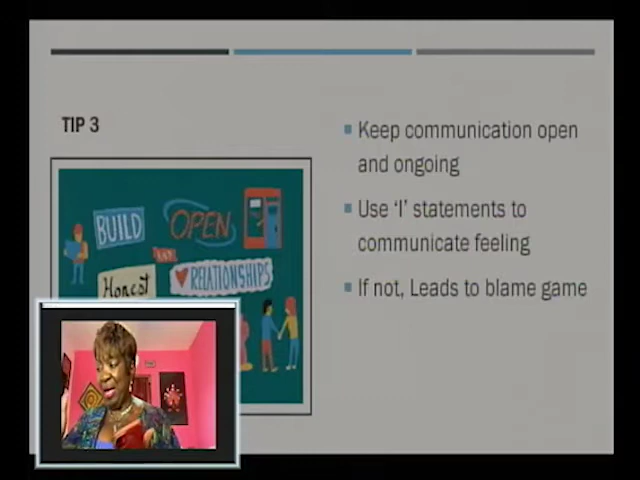 TIP 3
BUILD
OPEN
Honest
RELATIONSHIPS
Keep communication open
and ongoing
Use ‘I’ statements to
communicate feeling
If not, Leads to blame game